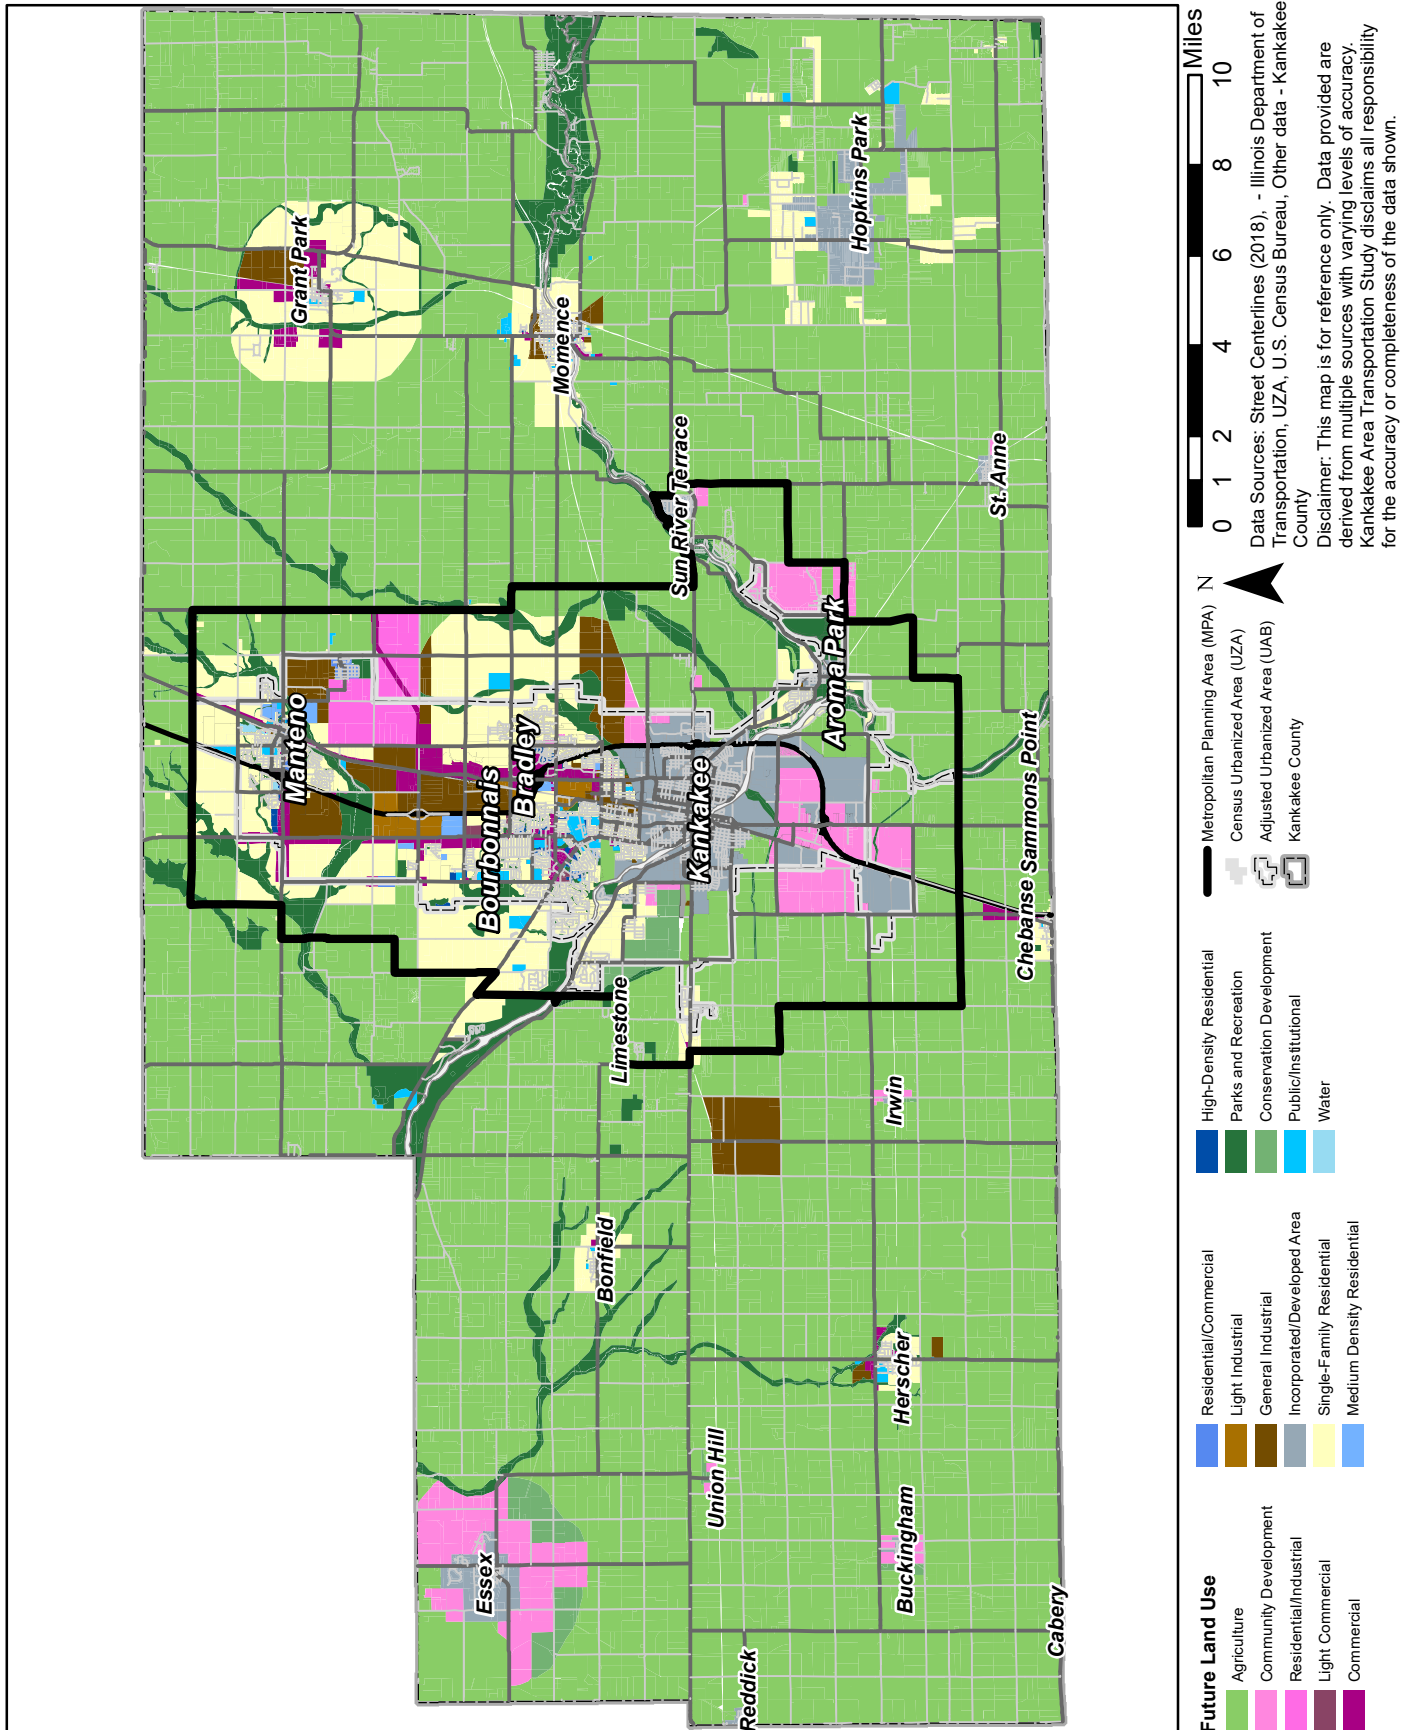 Grant Park
Momence
Hopkins Park
Sun River Terrace
St. Anne
Manteno
Bradley
Bourbonnais
Kankakee
Aroma Park
Limestone
Chebanse Sammons Point
Irwin
Bonfield
Herscher
Union Hill
Essex
Buckingham
Reddick
Cabery
Future Land Use
Agriculture
Community Development
Residential/Industrial
Light Commercial
Commercial
Residential/Commercial
Light Industrial
General Industrial
Incorporated/Developed Area
Single-Family Residential
Medium Density Residential
High-Density Residential
Parks and Recreation
Conservation Development
Public/Institutional
Water
Metropolitan Planning Area (MPA)
Census Urbanized Area (UZA)
Adjusted Urbanized Area (UAB)
Kankakee County
N
0 1 2 4 6 8 10
Miles
Data Sources: Street Centerlines (2018), - Illinois Department of
Transportation, UZA, U.S. Census Bureau, Other data - Kankakee
County
Disclaimer: This map is for reference only. Data provided are
derived from multiple sources with varying levels of accuracy.
Kankakee Area Transportation Study disclaims all responsibility
for the accuracy or completeness of the data shown.